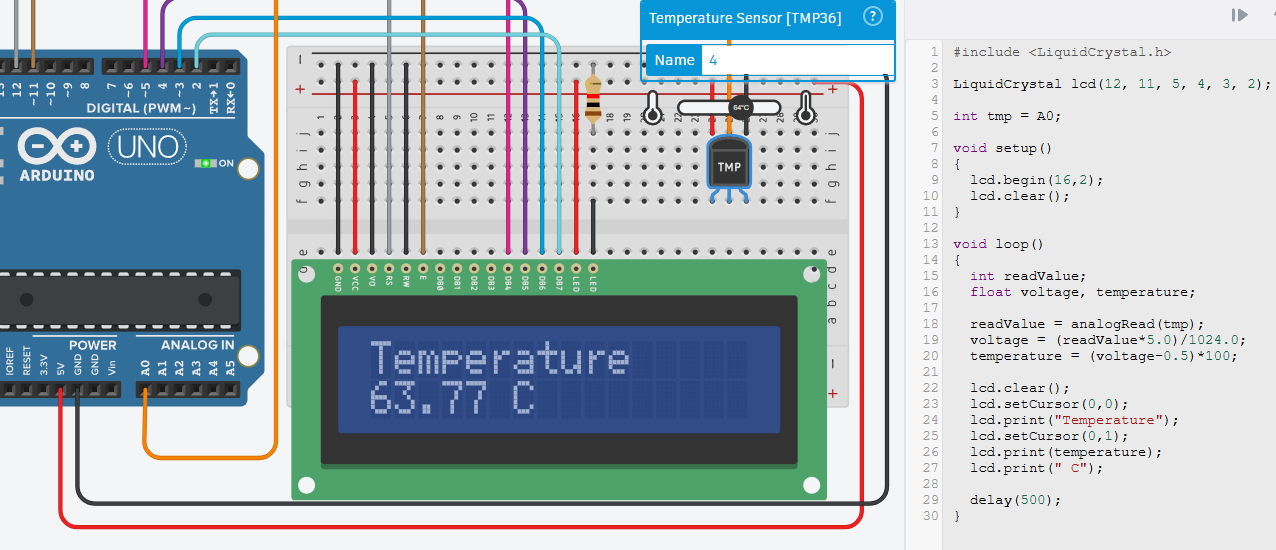 Temperature Sensor [TMP36] ?
Name 4
12 ~11 ~10 ~9 8 7 ~6 ~5 4 ~3 2 TX→1 RX←0
DIGITAL (PWM~)
UNO
ARDUINO
ON
IOREF RESET 3.3V 5V GND GND Vin
POWER
ANALOG IN
A0 A1 A2 A3 A4 A5
64°C
TMP
j i h g f
j i h g f
e
e d c b a
GND VCC VO RS RW E DB0 DB1 DB2 DB3 DB4 DB5 DB6 DB7 LED LED
Temperature
63.77 C
1 #include <LiquidCrystal.h>
2
3 LiquidCrystal lcd(12, 11, 5, 4, 3, 2);
4
5 int tmp = A0;
6
7 void setup()
8 {
9 lcd.begin(16,2);
10 lcd.clear();
11 }
12
13 void loop()
14 {
15 int readValue;
16 float voltage, temperature;
17
18 readValue = analogRead(tmp);
19 voltage = (readValue*5.0)/1024.0;
20 temperature = (voltage-0.5)*100;
21
22 lcd.clear();
23 lcd.setCursor(0,0);
24 lcd.print("Temperature");
25 lcd.setCursor(0,1);
26 lcd.print(temperature);
27 lcd.print(" C");
28
29 delay(500);
30 }